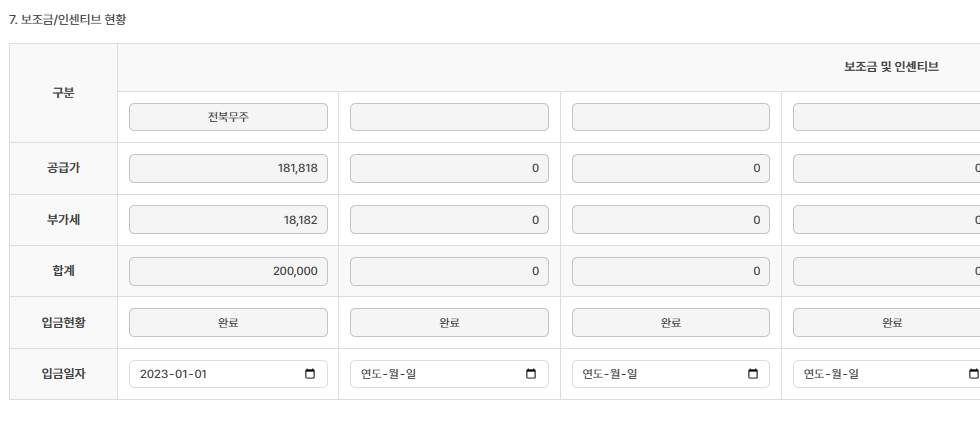 7. 보조금/인센티브 현황
구분 보조금 및 인센티브
전북무주
공급가 181,818 0 0 0
부가세 18,182 0 0 0
합계 200,000 0 0 0
입금현황 완료 완료 완료 완료
입금일자 2023-01-01 연도-월-일 연도-월-일 연도-월-일